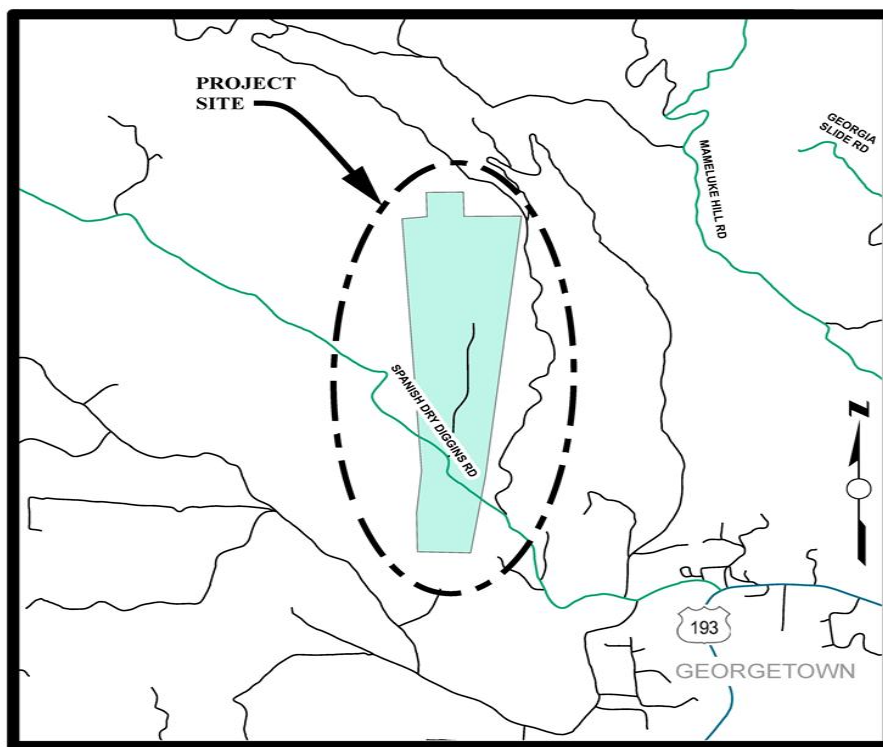 PROJECT
SITE
GEORGIA
SLIDE RD
MAMELUKE HILL RD
SPANISH DRY DIGGINS RD
Z
193
GEORGETOWN